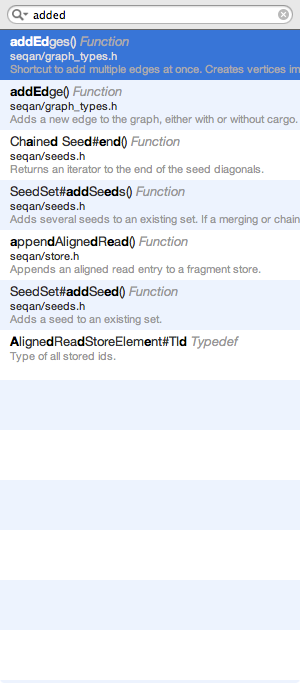 added
addEdges() Function
seqan/graph_types.h
Shortcut to add multiple edges at once. Creates vertices im
addEdge() Function
seqan/graph_types.h
Adds a new edge to the graph, either with or without cargo.
Chained Seed#end() Function
seqan/seeds.h
Returns an iterator to the end of the seed diagonals.
SeedSet#addSeeds() Function
seqan/seeds.h
Adds several seeds to an existing set. If a merging or chain
appendAlignedRead() Function
seqan/store.h
Appends an aligned read entry to a fragment store.
SeedSet#addSeed() Function
seqan/seeds.h
Adds a seed to an existing set.
AlignedReadStoreElement#TId Typedef
Type of all stored ids.